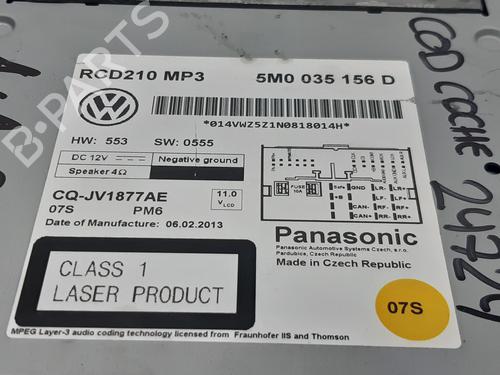 RCD210 MP3 5M0 035 156 D
*014VWZ5Z1N0818014H*
HW: 553 SW: 0555
DC 12V Negative ground
Speaker 4Ω
CQ-JV1877AE 11.0 VLCD
07S PM6
Date of Manufacture: 06.02.2013
FUSE 10A
Safe GND LR- LR+
+B LF- LF+
CAN- RF- RF+
CAN+ RR- RR+
Panasonic
Panasonic Automotive Systems Czech, s.r.o.
Pardubice, Czech Republic
Made in Czech Republic
CLASS 1
LASER PRODUCT
07S
MPEG Layer-3 audio coding technology licensed from Fraunhofer IIS and Thomson
COD COCHE 24724
B-PARTS